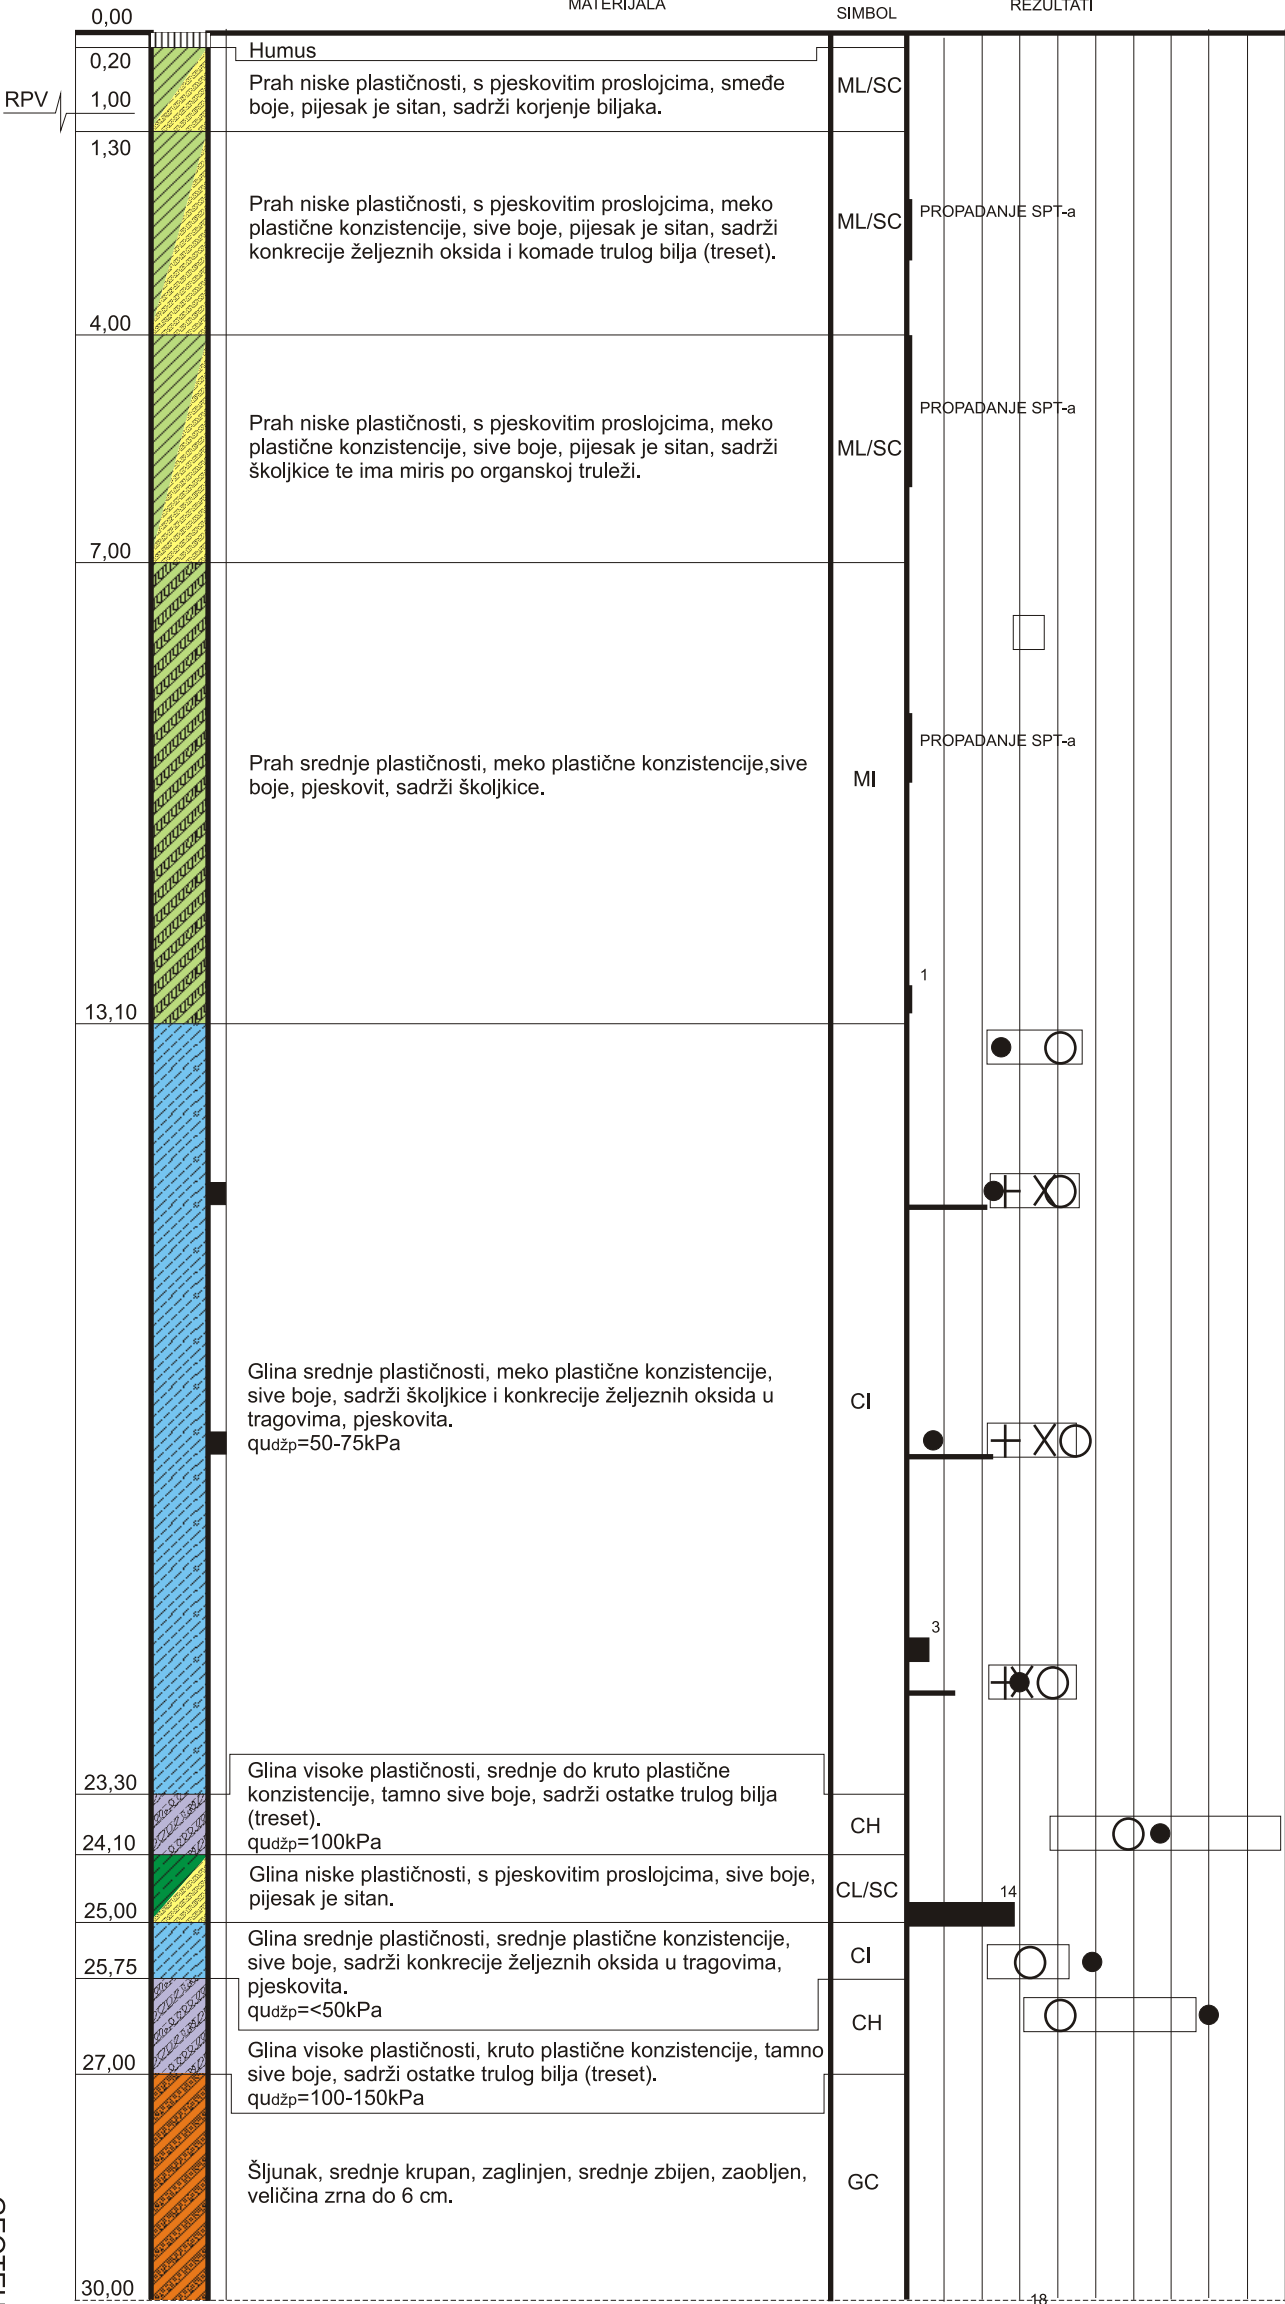 MATERIJALA
SIMBOL
REZULTATI
0,00
Humus
0,20
RPV
1,00
Prah niske plastičnosti, s pjeskovitim proslojcima, smeđe
boje, pijesak je sitan, sadrži korjenje biljaka.
ML/SC
1,30
Prah niske plastičnosti, s pjeskovitim proslojcima, meko
plastične konzistencije, sive boje, pijesak je sitan, sadrži
konkrecije željeznih oksida i komade trulog bilja (treset).
ML/SC
PROPADANJE SPT-a
4,00
Prah niske plastičnosti, s pjeskovitim proslojcima, meko
plastične konzistencije, sive boje, pijesak je sitan, sadrži
školjkice te ima miris po organskoj truleži.
ML/SC
PROPADANJE SPT-a
7,00
Prah srednje plastičnosti, meko plastične konzistencije,sive
boje, pjeskovit, sadrži školjkice.
MI
PROPADANJE SPT-a
1
13,10
Glina srednje plastičnosti, meko plastične konzistencije,
sive boje, sadrži školjkice i konkrecije željeznih oksida u
tragovima, pjeskovita.
qudžp=50-75kPa
CI
3
23,30
Glina visoke plastičnosti, srednje do kruto plastične
konzistencije, tamno sive boje, sadrži ostatke trulog bilja
(treset).
qudžp=100kPa
CH
24,10
Glina niske plastičnosti, s pjeskovitim proslojcima, sive boje,
pijesak je sitan.
CL/SC
14
25,00
Glina srednje plastičnosti, srednje plastične konzistencije,
sive boje, sadrži konkrecije željeznih oksida u tragovima,
pjeskovita.
qudžp=<50kPa
CI
25,75
CH
Glina visoke plastičnosti, kruto plastične konzistencije, tamno
sive boje, sadrži ostatke trulog bilja (treset).
qudžp=100-150kPa
27,00
Šljunak, srednje krupan, zaglinjen, srednje zbijen, zaobljen,
veličina zrna do 6 cm.
GC
30,00
18